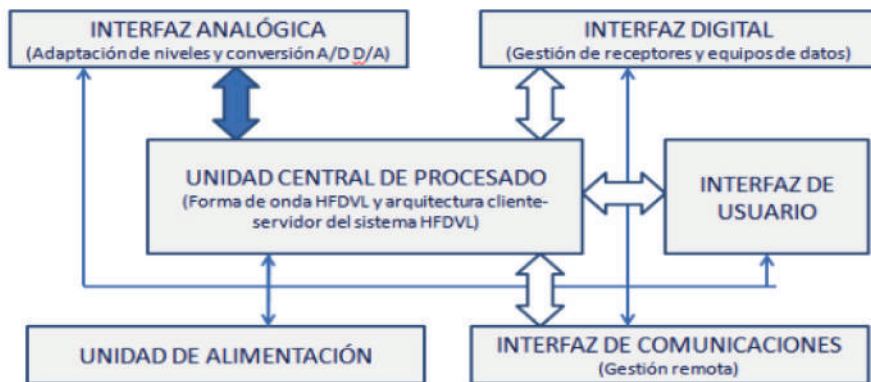 INTERFAZ ANALÓGICA
(Adaptación de niveles y conversión A/D D/A)
INTERFAZ DIGITAL
(Gestión de receptores y equipos de datos)
UNIDAD CENTRAL DE PROCESADO
(Forma de onda HFDVL y arquitectura cliente-
servidor del sistema HFDVL)
INTERFAZ DE
USUARIO
UNIDAD DE ALIMENTACIÓN
INTERFAZ DE COMUNICACIONES
(Gestión remota)